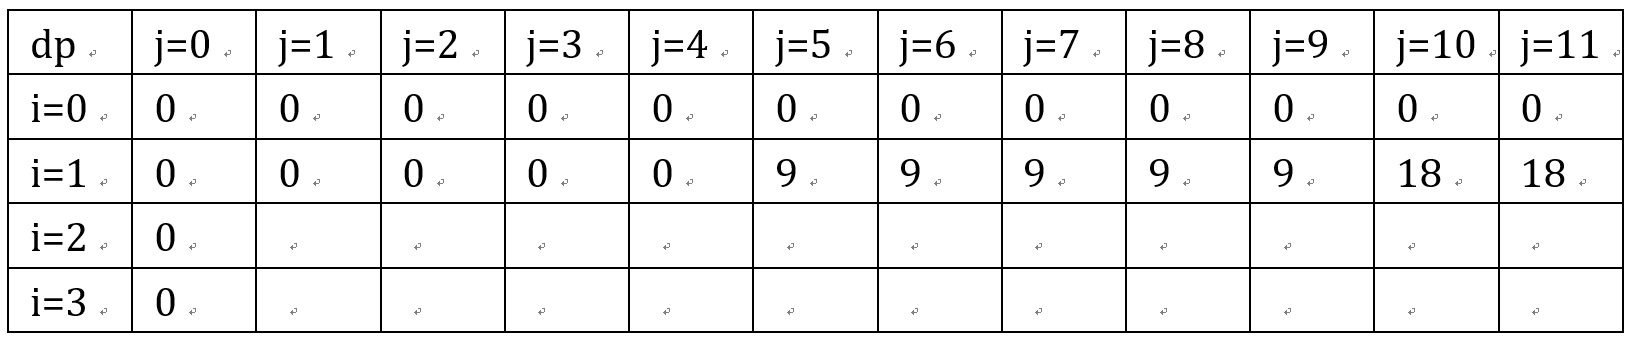 dp j=0 j=1 j=2 j=3 j=4 j=5 j=6 j=7 j=8 j=9 j=10 j=11
i=0 0 0 0 0 0 0 0 0 0 0 0 0
i=1 0 0 0 0 0 9 9 9 9 9 18 18
i=2 0
i=3 0